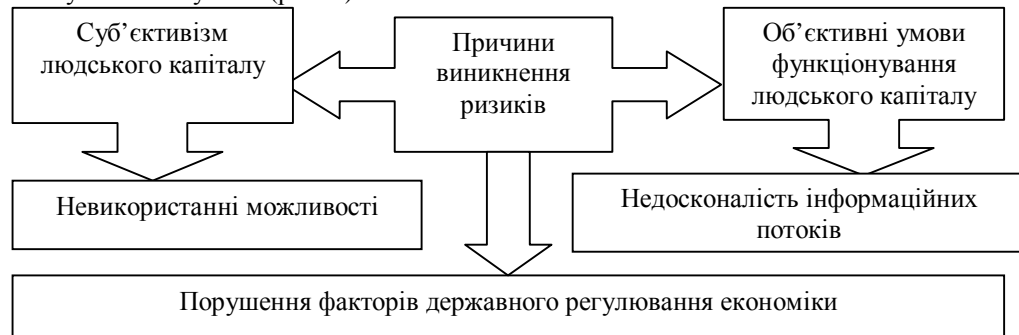 Суб’єктивізм
людського капіталу
Причини
виникнення
ризиків
Об’єктивні умови
функціонування
людського капіталу
Невикористанні можливості
Недосконалість інформаційних
потоків
Порушення факторів державного регулювання економіки